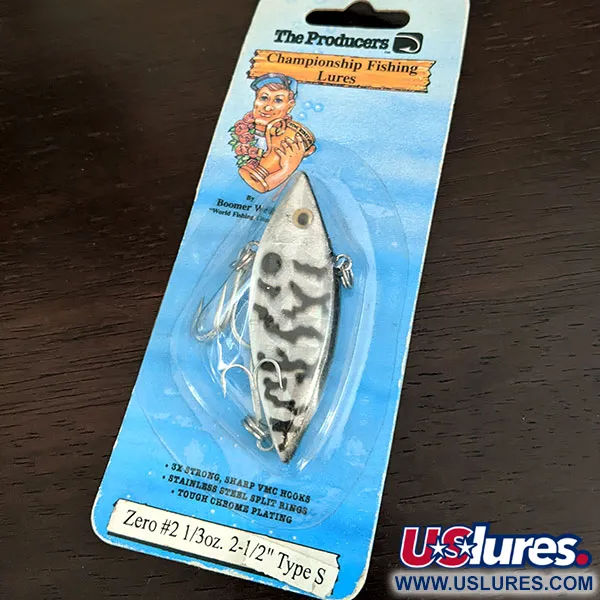 The Producers
Championship Fishing
Lures
By
Boomer
"World Fishing
• 3X STRONG, SHARP VMC HOOKS
• STAINLESS STEEL SPLIT RINGS
• TOUGH CHROME PLATING
Zero #2 1/3oz. 2-1/2" Type S
USlures.
WWW.USLURES.COM